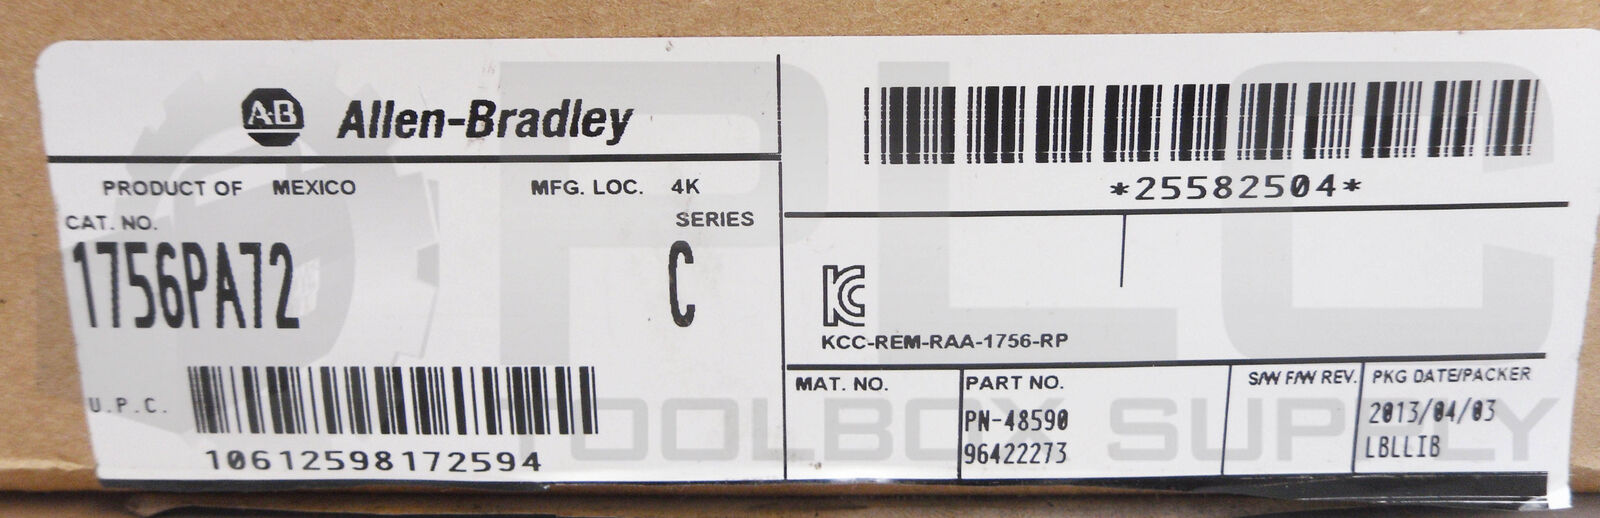 A-B Allen-Bradley
PRODUCT OF MEXICO MFG. LOC. 4K
CAT. NO. SERIES
1756PA72 C
U.P.C.
10612598172594
*25582504*
KC
KCC-REM-RAA-1756-RP
MAT. NO. PART NO. S/W F/W REV. PKG DATE/PACKER
PN-48590 2013/04/03
96422273 LBLLIB
PLC
TOOLBOX SUPPLY